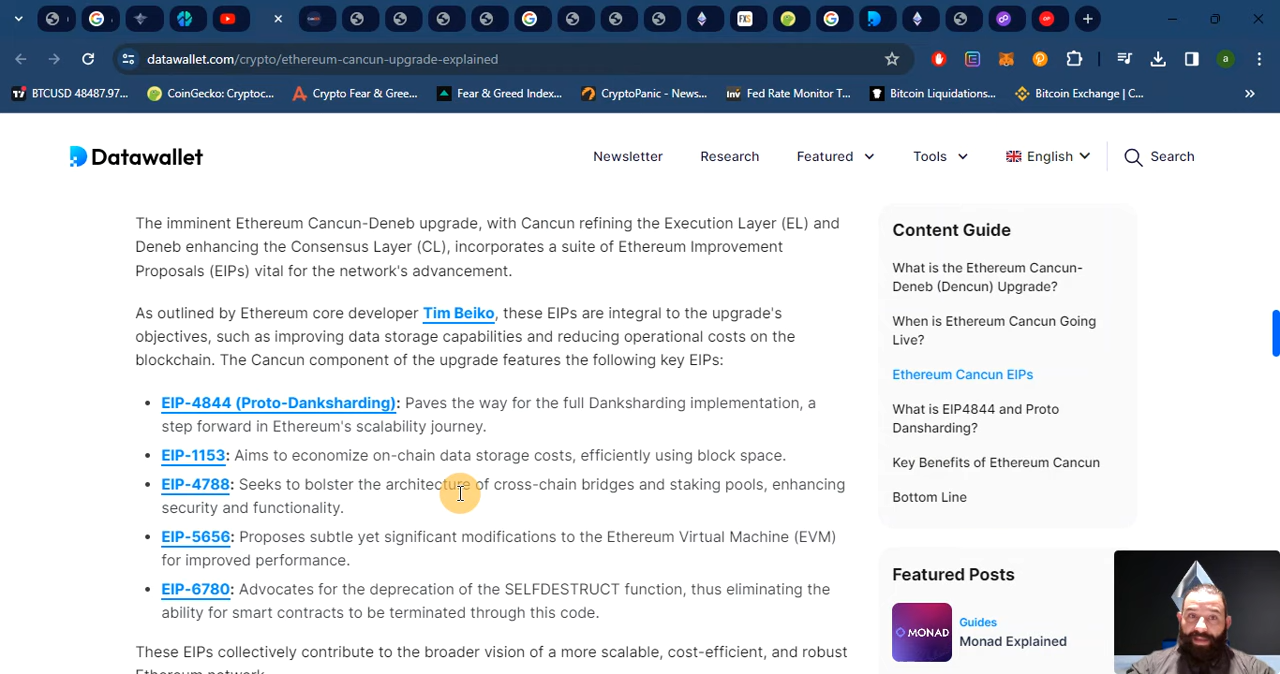 datawallet.com/crypto/ethereum-cancun-upgrade-explained
BTCUSD 48487.97...
CoinGecko: Cryptoc...
Crypto Fear & Gree...
Fear & Greed Index...
CryptoPanic - News...
Fed Rate Monitor T...
Bitcoin Liquidations...
Bitcoin Exchange | C...
Datawallet
Newsletter
Research
Featured
Tools
English
Search
The imminent Ethereum Cancun-Deneb upgrade, with Cancun refining the Execution Layer (EL) and
Deneb enhancing the Consensus Layer (CL), incorporates a suite of Ethereum Improvement
Proposals (EIPs) vital for the network's advancement.
As outlined by Ethereum core developer Tim Beiko, these EIPs are integral to the upgrade's
objectives, such as improving data storage capabilities and reducing operational costs on the
blockchain. The Cancun component of the upgrade features the following key EIPs:
• EIP-4844 (Proto-Danksharding): Paves the way for the full Danksharding implementation, a
step forward in Ethereum's scalability journey.
• EIP-1153: Aims to economize on-chain data storage costs, efficiently using block space.
• EIP-4788: Seeks to bolster the architecture of cross-chain bridges and staking pools, enhancing
security and functionality.
• EIP-5656: Proposes subtle yet significant modifications to the Ethereum Virtual Machine (EVM)
for improved performance.
• EIP-6780: Advocates for the deprecation of the SELFDESTRUCT function, thus eliminating the
ability for smart contracts to be terminated through this code.
These EIPs collectively contribute to the broader vision of a more scalable, cost-efficient, and robust
Ethereum network.
Content Guide
What is the Ethereum Cancun-
Deneb (Dencun) Upgrade?
When is Ethereum Cancun Going
Live?
Ethereum Cancun EIPs
What is EIP4844 and Proto
Dansharding?
Key Benefits of Ethereum Cancun
Bottom Line
Featured Posts
MONAD
Guides
Monad Explained